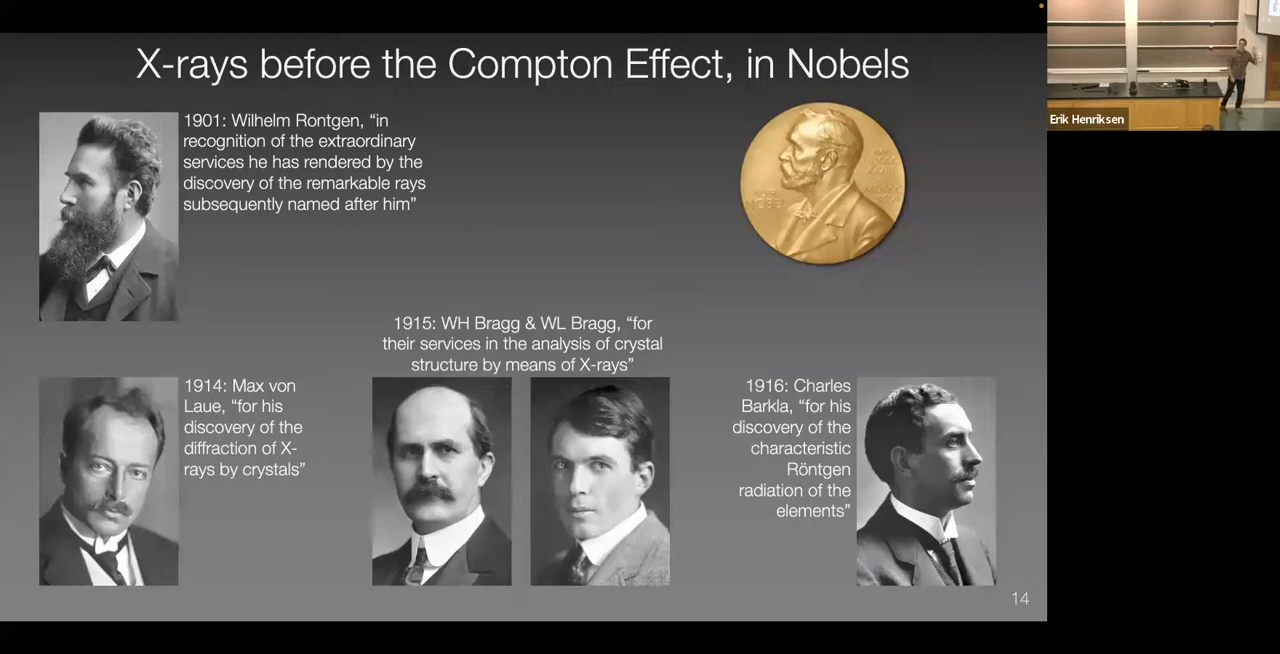 X-rays before the Compton Effect, in Nobels
1901: Wilhelm Rontgen, “in
recognition of the extraordinary
services he has rendered by the
discovery of the remarkable rays
subsequently named after him”
1915: WH Bragg & WL Bragg, “for
their services in the analysis of crystal
structure by means of X-rays”
1914: Max von
Laue, “for his
discovery of the
diffraction of X-
rays by crystals”
1916: Charles
Barkla, “for his
discovery of the
characteristic
Röntgen
radiation of the
elements”
14
Erik Henriksen